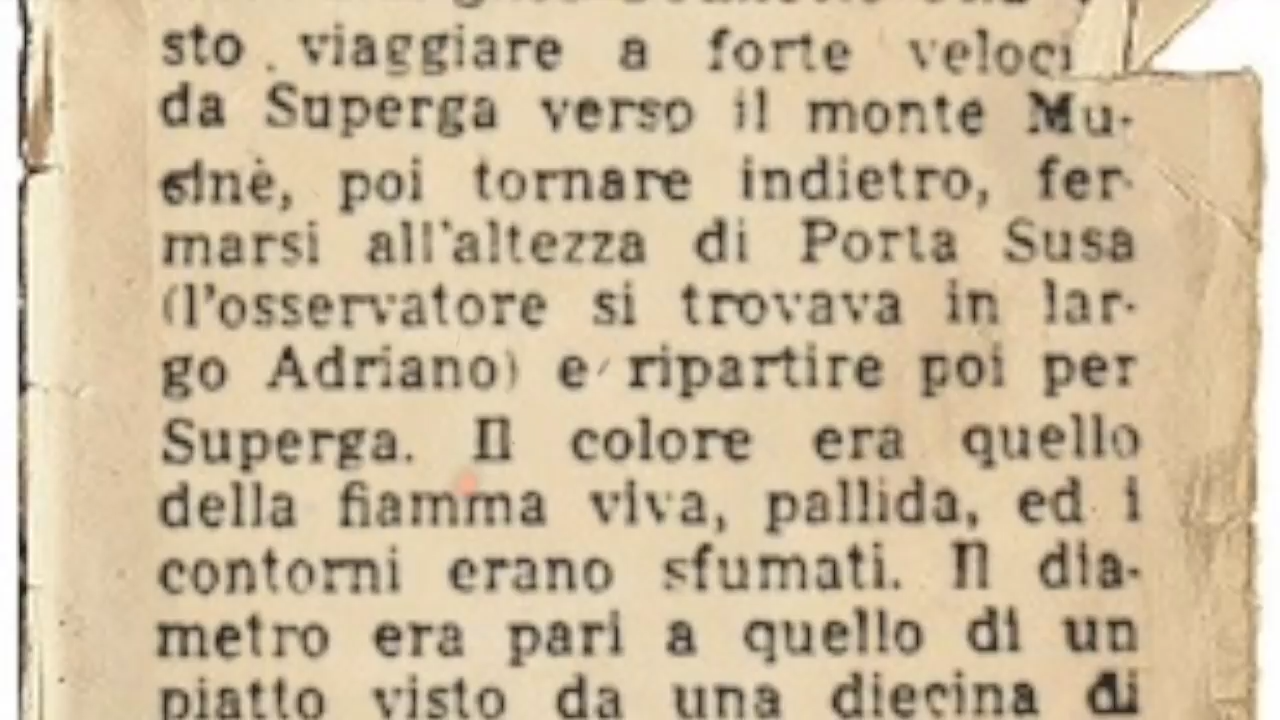 sto viaggiare a forte veloci
da Superga verso il monte Mu-
sinè, poi tornare indietro, fer-
marsi all'altezza di Porta Susa
(l'osservatore si trovava in lar-
go Adriano) e ripartire poi per
Superga. Il colore era quello
della fiamma viva, pallida, ed i
contorni erano sfumati. Il dia-
metro era pari a quello di un
piatto visto da una diecina di